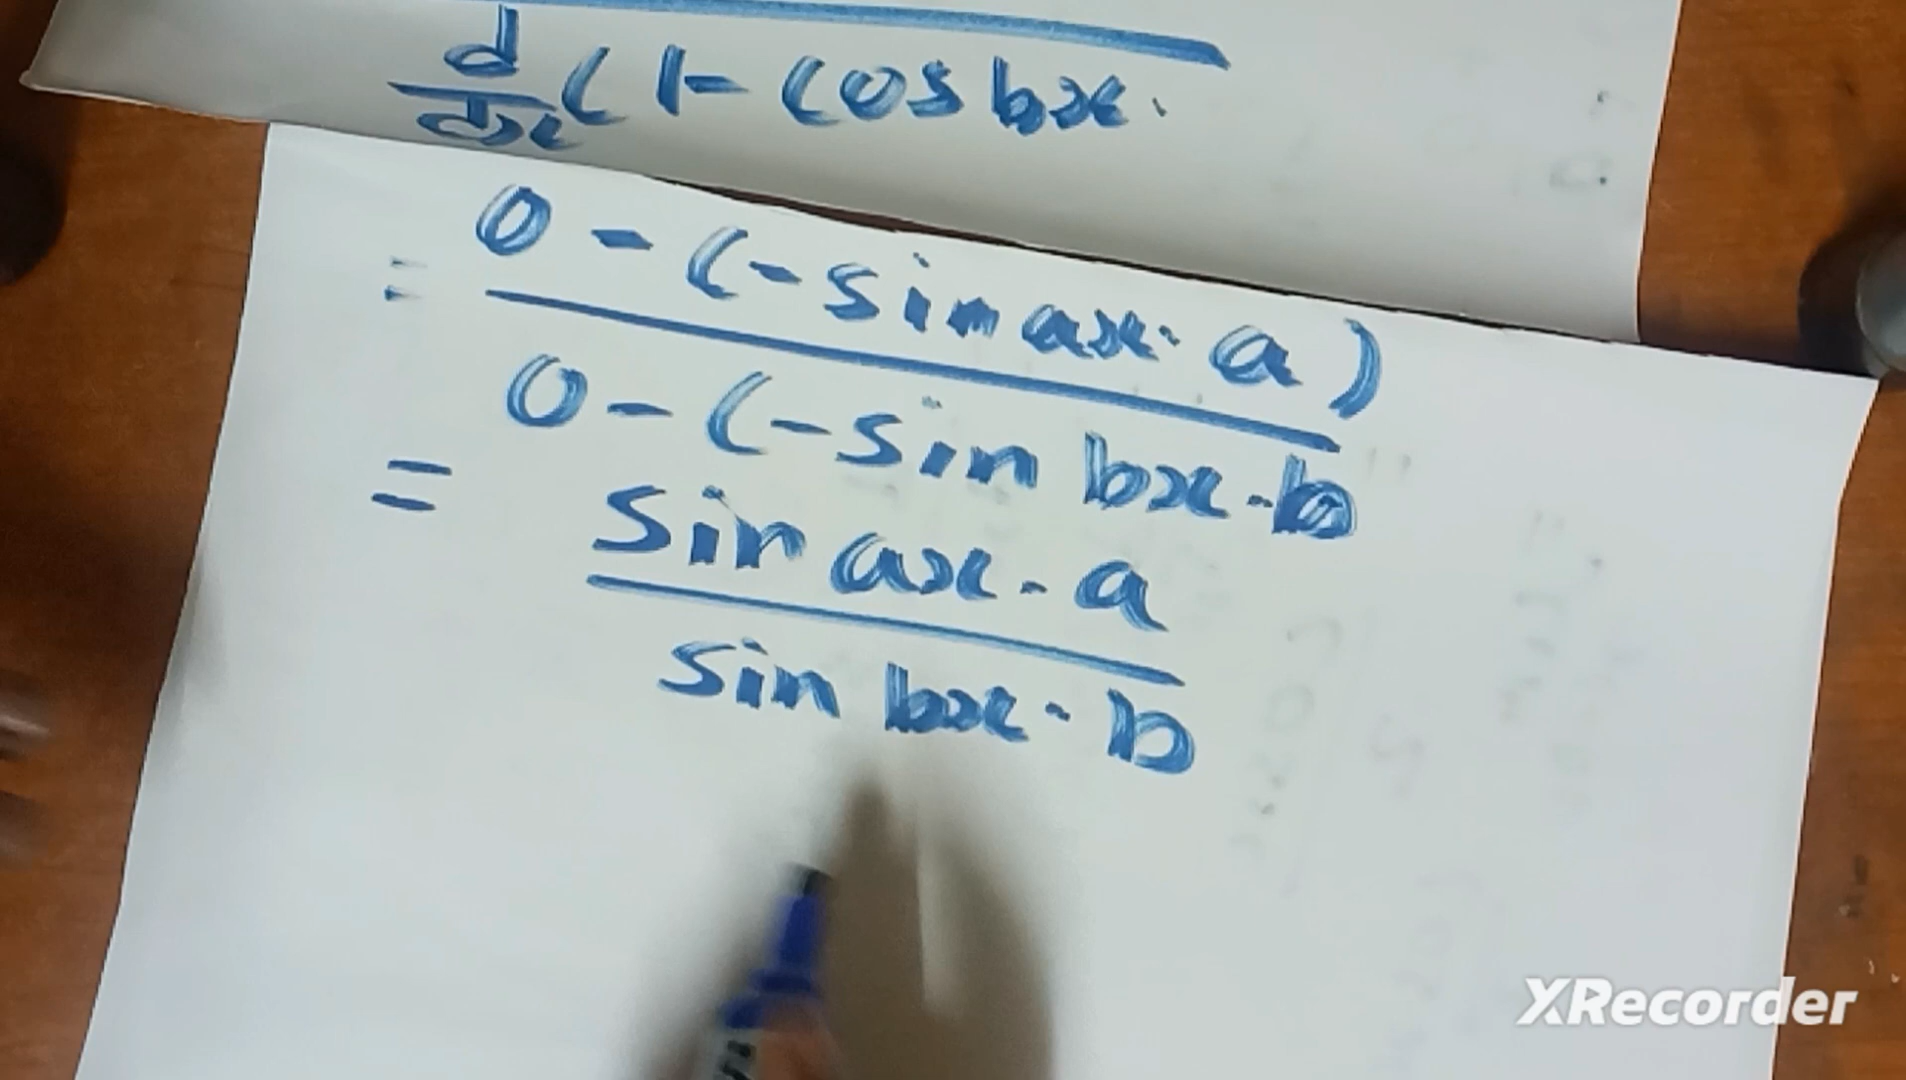 d
dx ( 1 - cos bx.
0 - (- sin ax. a )
=
0 - (- sin bx. b
=
sin ax. a
sin bx. b
XRecorder